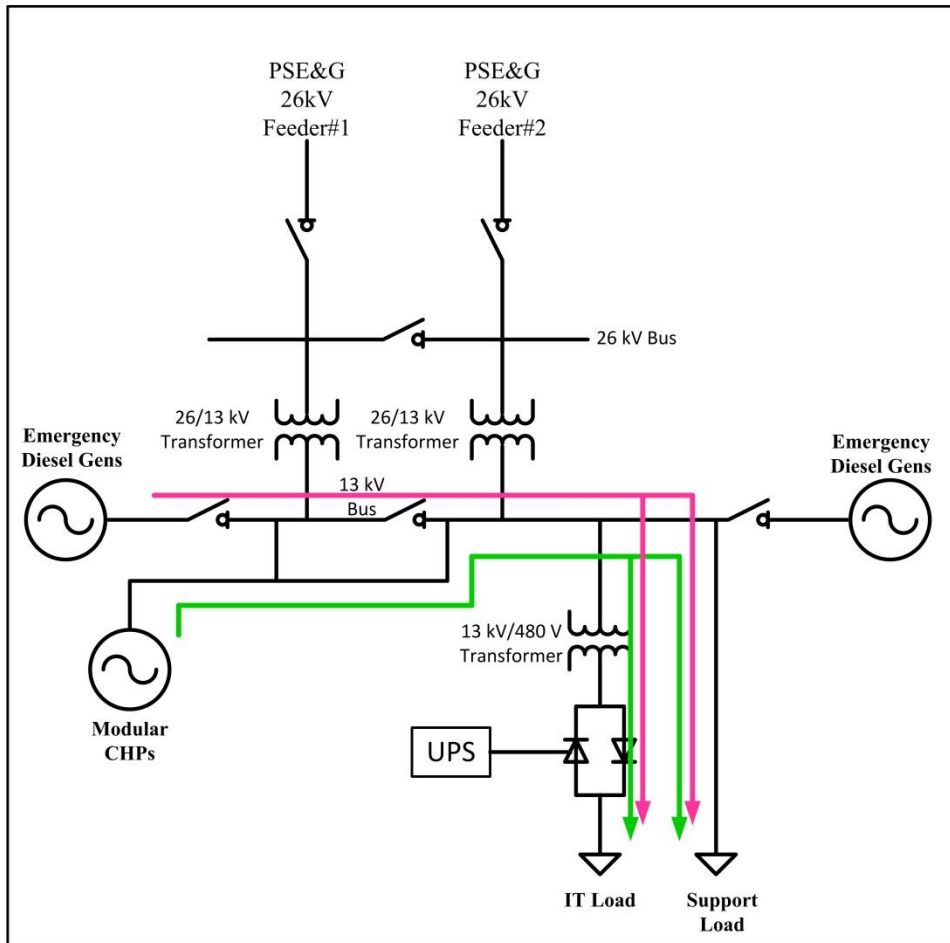 PSE&G
26kV
Feeder#1
PSE&G
26kV
Feeder#2
26 kV Bus
26/13 kV
Transformer
26/13 kV
Transformer
Emergency
Diesel Gens
13 kV
Bus
Emergency
Diesel Gens
13 kV/480 V
Transformer
Modular
CHPs
UPS
IT Load
Support
Load